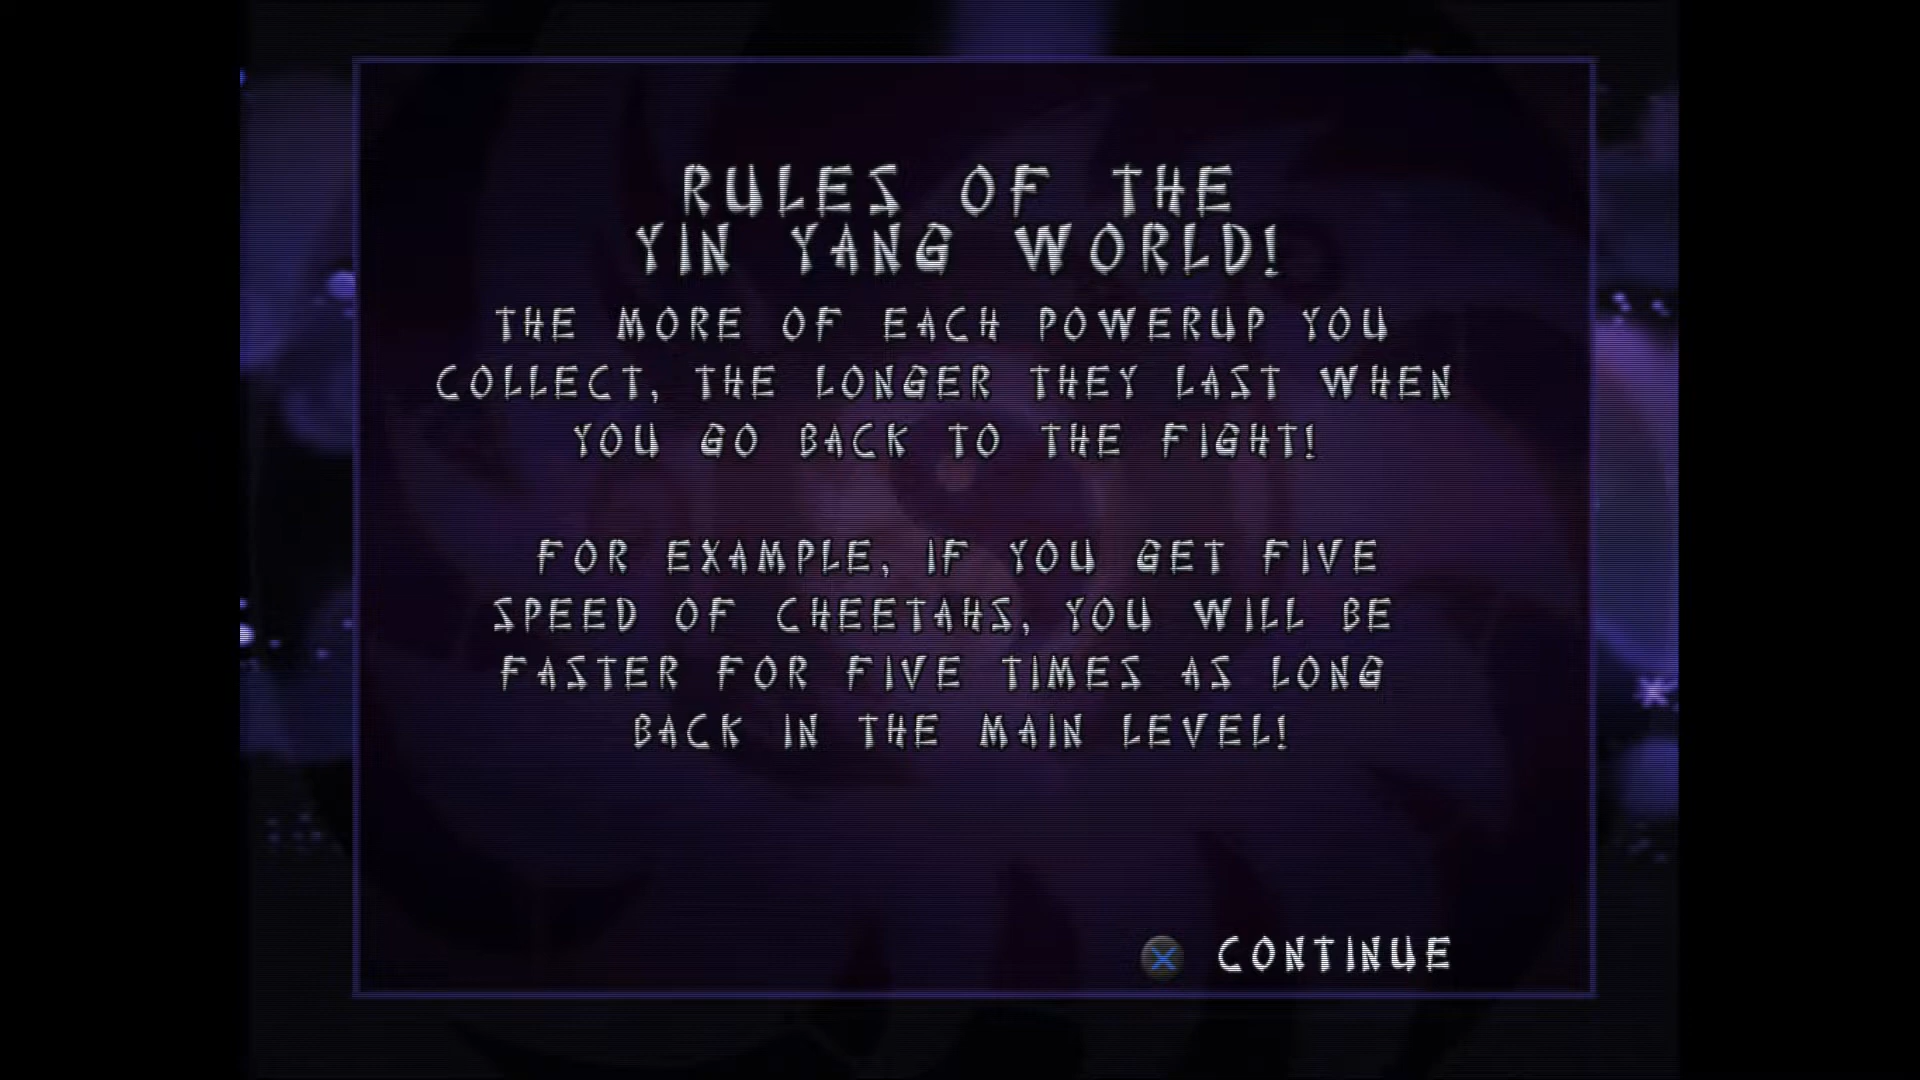 RULES OF THE
YIN YANG WORLD!
THE MORE OF EACH POWERUP YOU
COLLECT, THE LONGER THEY LAST WHEN
YOU GO BACK TO THE FIGHT!
FOR EXAMPLE, IF YOU GET FIVE
SPEED OF CHEETAHS, YOU WILL BE
FASTER FOR FIVE TIMES AS LONG
BACK IN THE MAIN LEVEL!
CONTINUE